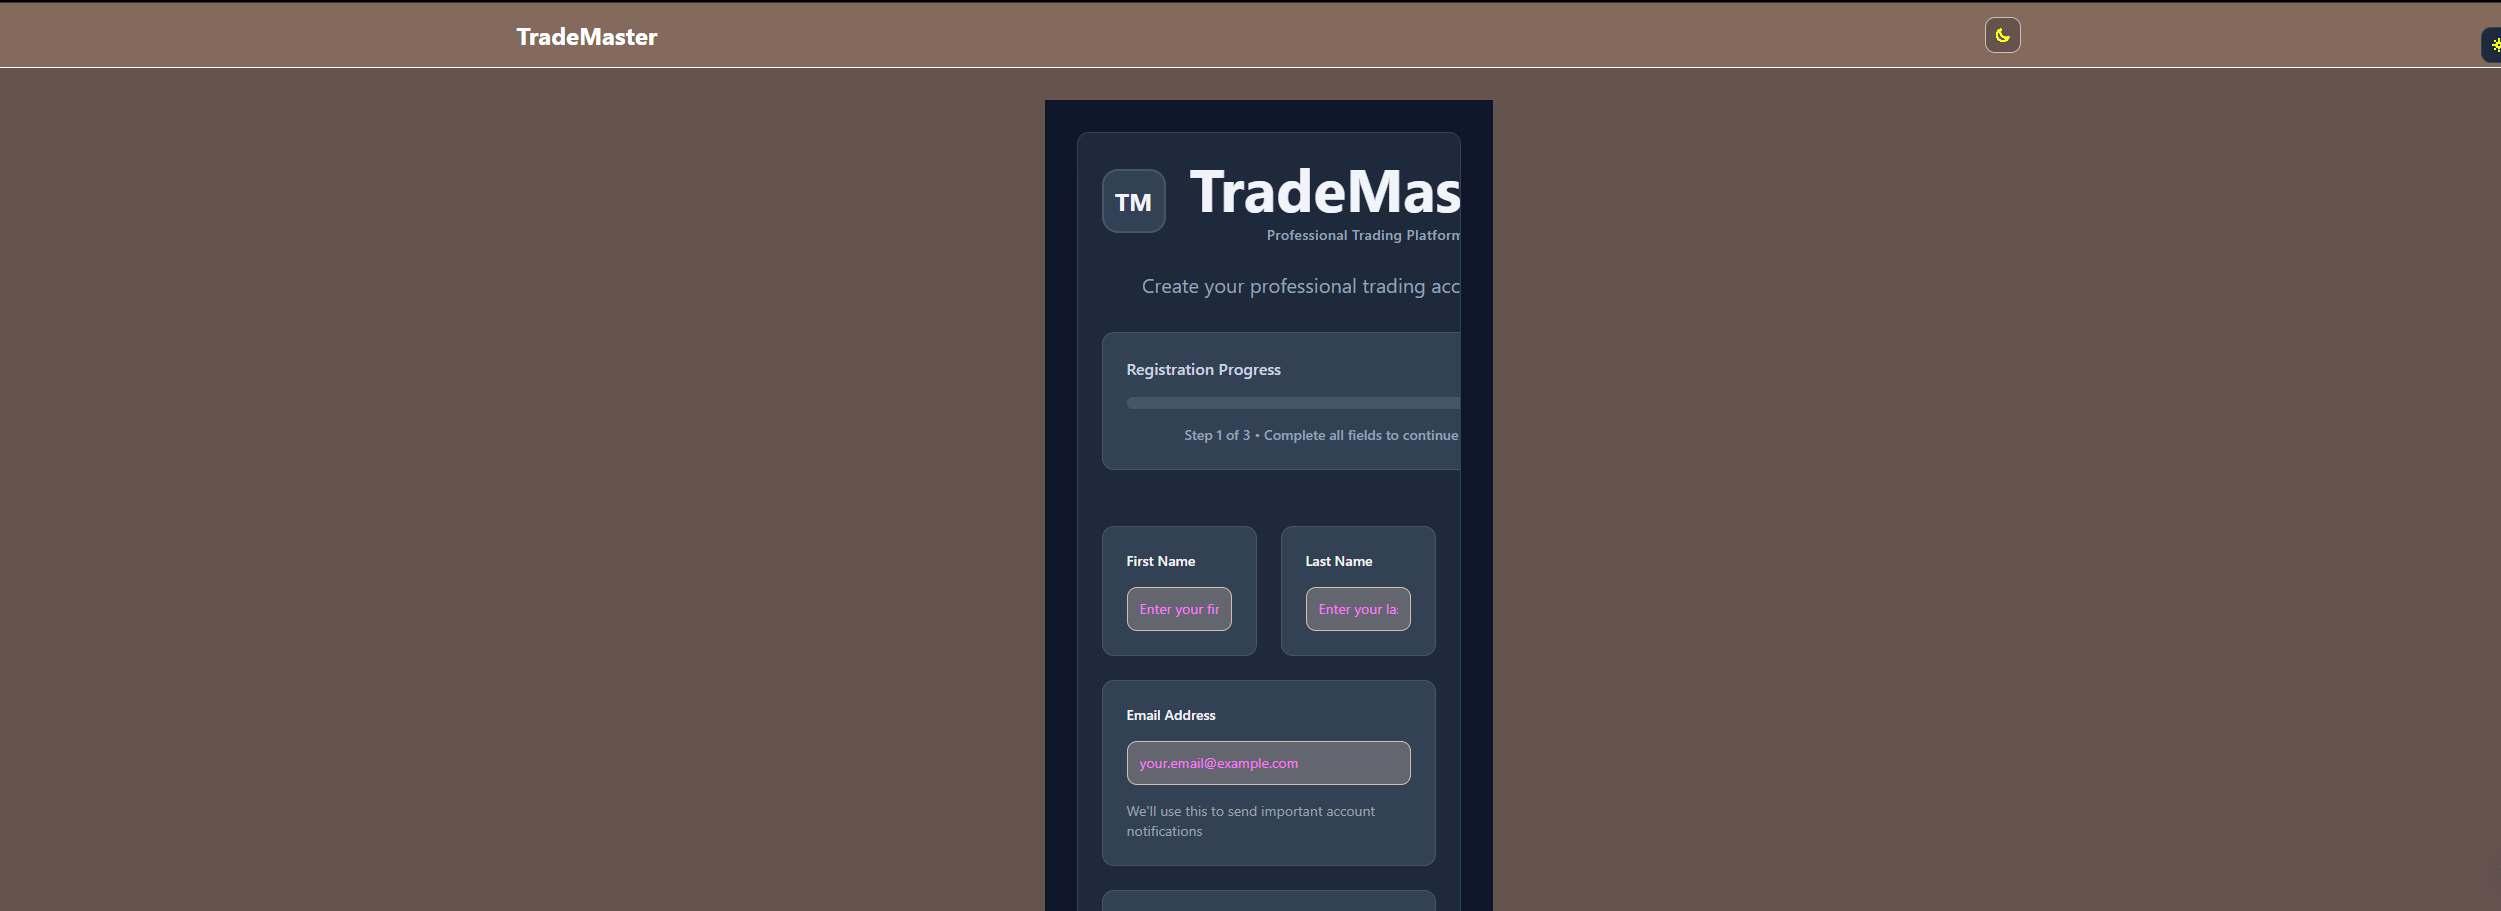 TradeMaster
TM
TradeMas
Professional Trading Platform
Create your professional trading acc
Registration Progress
Step 1 of 3 • Complete all fields to continue
First Name
Last Name
Enter your fir
Enter your la
Email Address
your.email@example.com
We'll use this to send important account
notifications